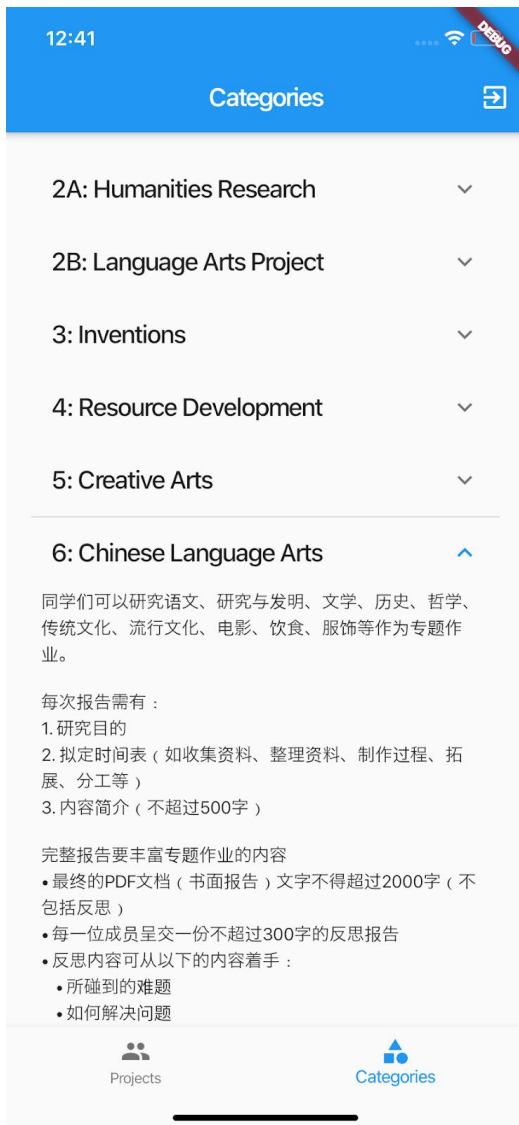 12:41
DEBUG
Categories
2A: Humanities Research
2B: Language Arts Project
3: Inventions
4: Resource Development
5: Creative Arts
6: Chinese Language Arts
同学们可以研究语文、研究与发明、文学、历史、哲学、
传统文化、流行文化、电影、饮食、服饰等作为专题作
业。
每次报告需有：
1. 研究目的
2. 拟定时间表（如收集资料、整理资料、制作过程、拓
展、分工等）
3. 内容简介（不超过500字）
完整报告要丰富专题作业的内容
• 最终的PDF文档（书面报告）文字不得超过2000字（不
包括反思）
• 每一位成员呈交一份不超过300字的反思报告
• 反思内容可从以下的内容着手：
• 所碰到的难题
• 如何解决问题
Projects
Categories